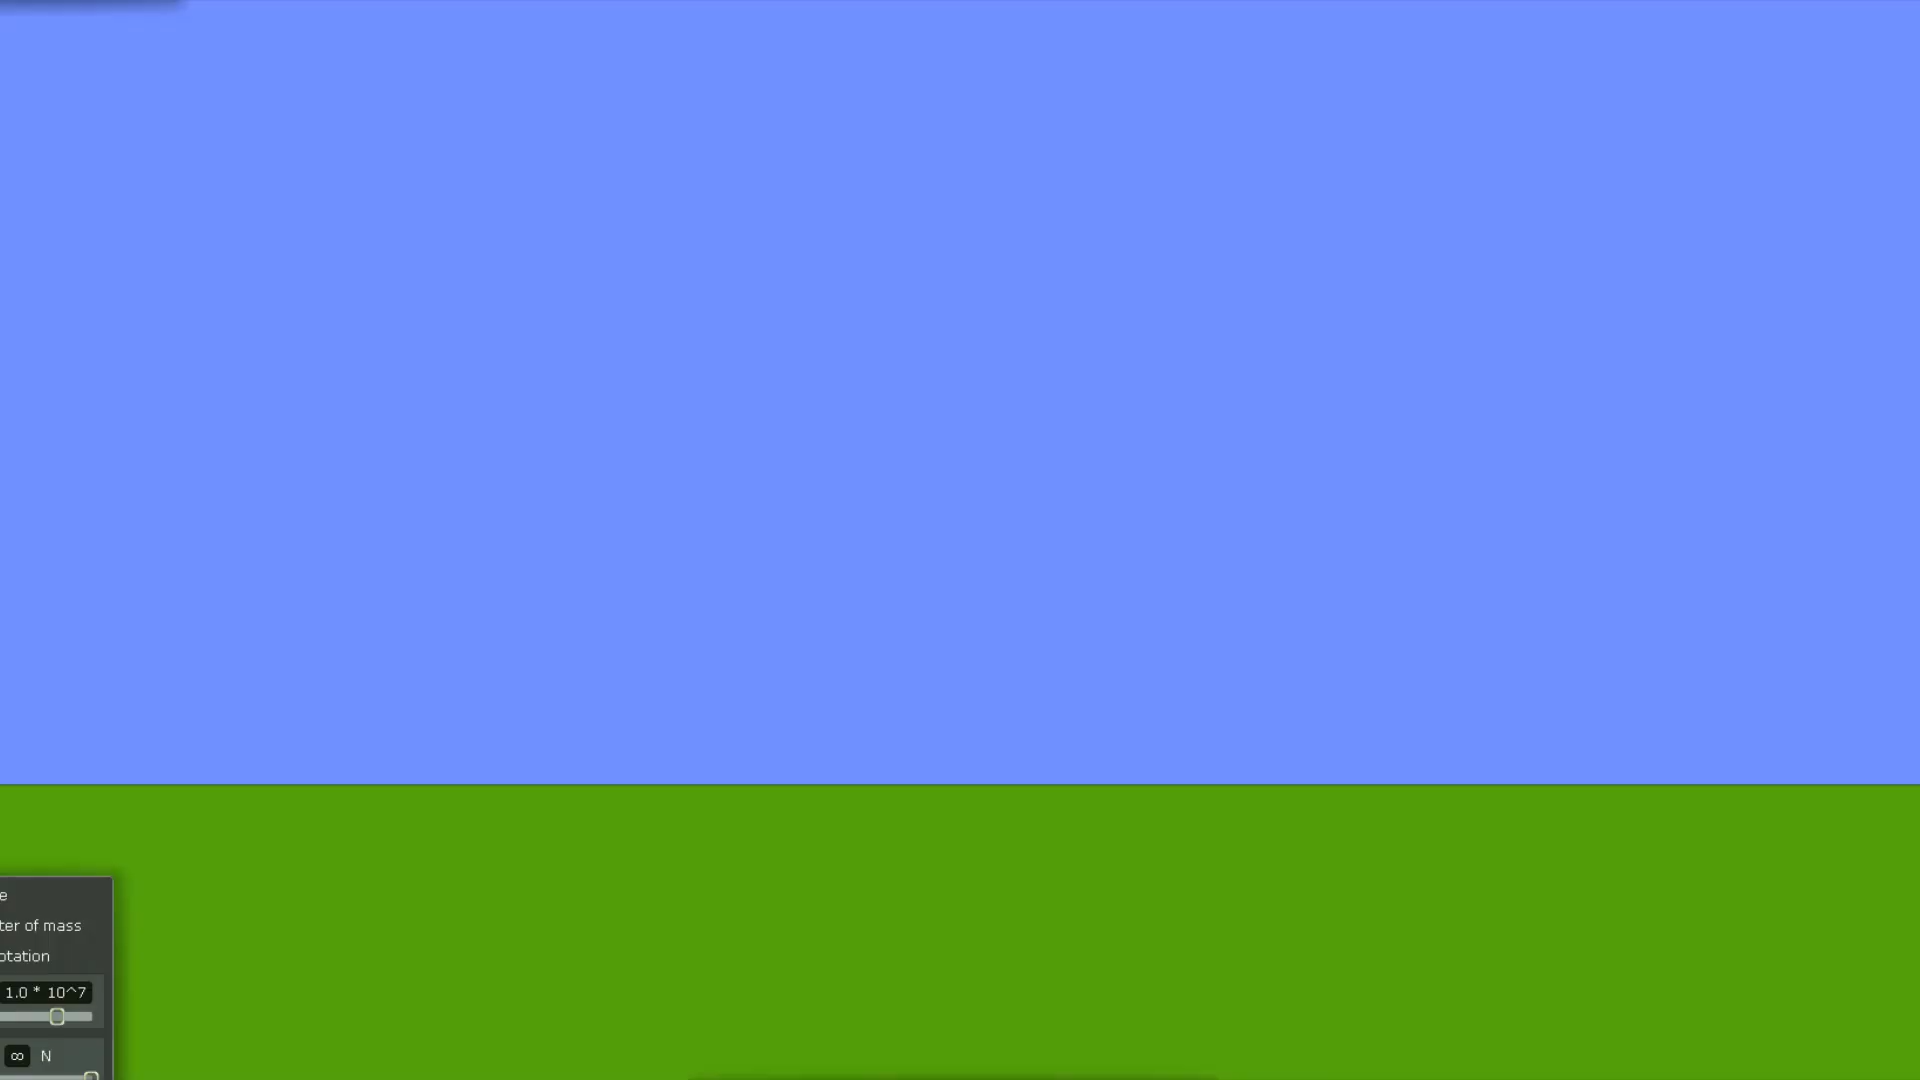 e
ter of mass
otation
1.0 * 10^7
∞ N